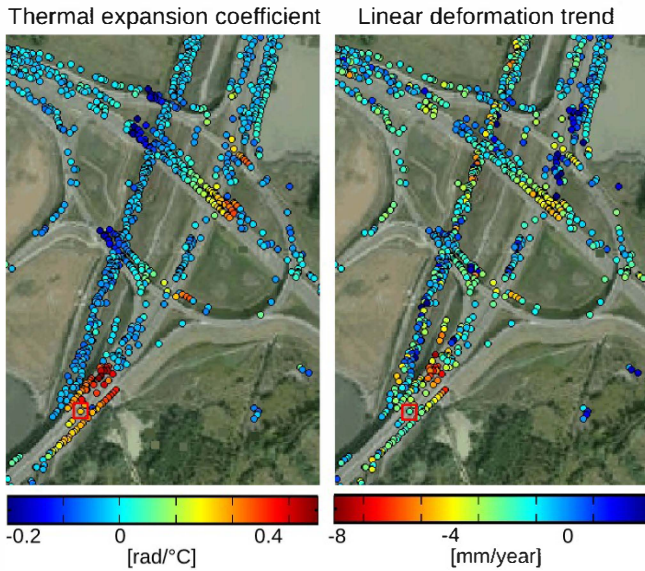 Thermal expansion coefficient
Linear deformation trend
-0.2 0 0.4
[rad/°C]
-8 -4 0
[mm/year]